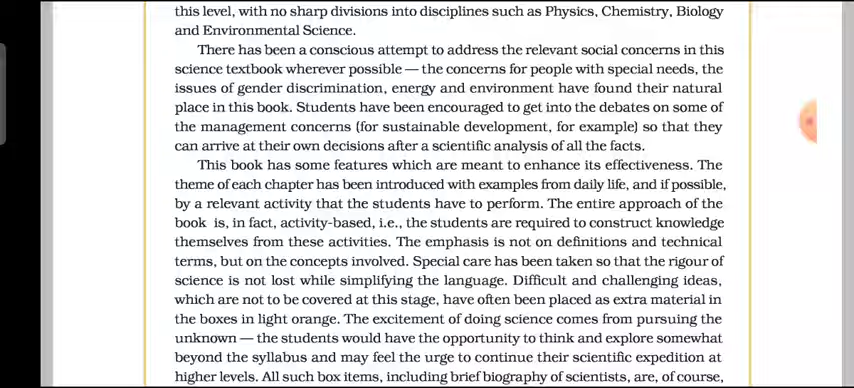 this level, with no sharp divisions into disciplines such as Physics, Chemistry, Biology
and Environmental Science.
There has been a conscious attempt to address the relevant social concerns in this
science textbook wherever possible — the concerns for people with special needs, the
issues of gender discrimination, energy and environment have found their natural
place in this book. Students have been encouraged to get into the debates on some of
the management concerns (for sustainable development, for example) so that they
can arrive at their own decisions after a scientific analysis of all the facts.
This book has some features which are meant to enhance its effectiveness. The
theme of each chapter has been introduced with examples from daily life, and if possible,
by a relevant activity that the students have to perform. The entire approach of the
book is, in fact, activity-based, i.e., the students are required to construct knowledge
themselves from these activities. The emphasis is not on definitions and technical
terms, but on the concepts involved. Special care has been taken so that the rigour of
science is not lost while simplifying the language. Difficult and challenging ideas,
which are not to be covered at this stage, have often been placed as extra material in
the boxes in light orange. The excitement of doing science comes from pursuing the
unknown — the students would have the opportunity to think and explore somewhat
beyond the syllabus and may feel the urge to continue their scientific expedition at
higher levels. All such box items, including brief biography of scientists, are, of course,